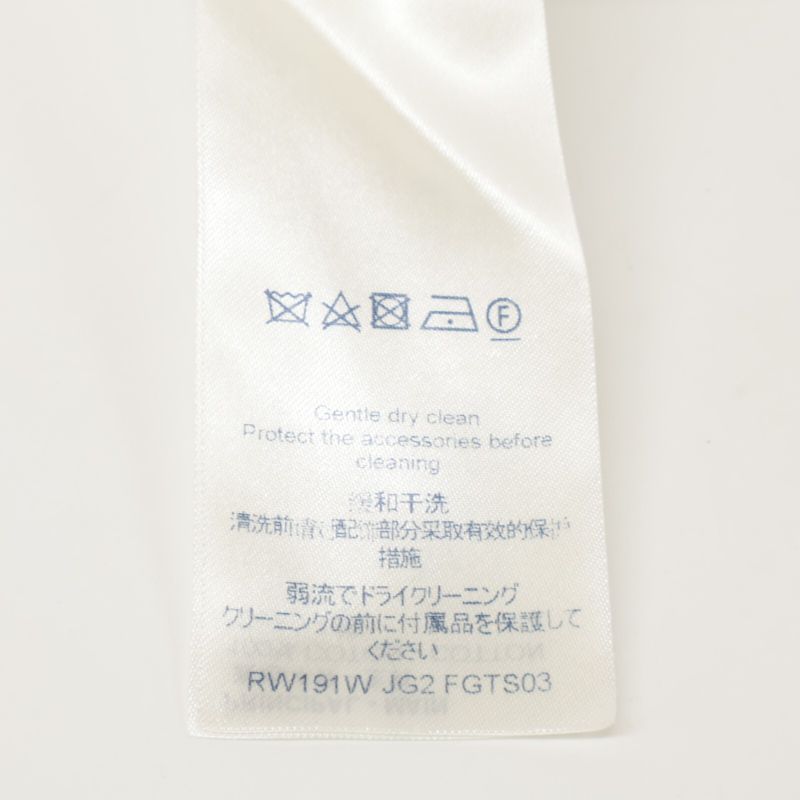 F
Gentle dry clean
Protect the accessories before
cleaning
缓和干洗
清洗前请对配饰部分采取有效的保护
措施
弱流でドライクリーニング
クリーニングの前に付属品を保護して
ください
RW191W JG2 FGTS03
PRINCIPAL - MAIN